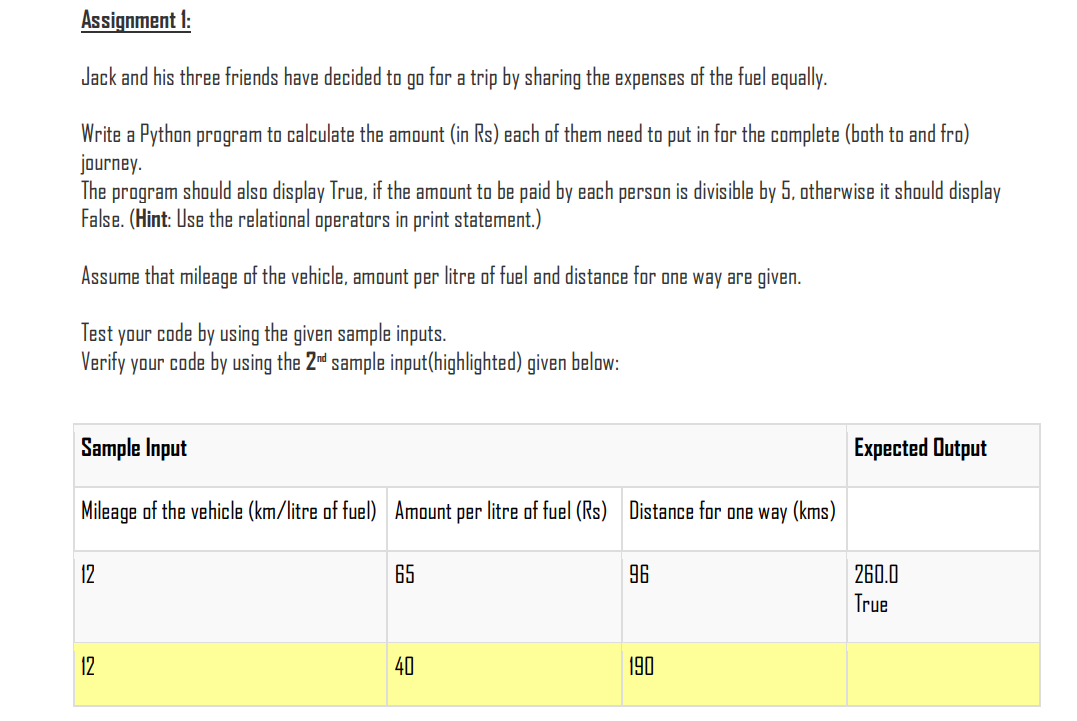 Assignment 1:
Jack and his three friends have decided to go for a trip by sharing the expenses of the fuel equally.
Write a Python program to calculate the amount (in Rs) each of them need to put in for the complete (both to and fro)
journey.
The program should also display True, if the amount to be paid by each person is divisible by 5, otherwise it should display
False. (Hint: Use the relational operators in print statement.)
Assume that mileage of the vehicle, amount per litre of fuel and distance for one way are given.
Test your code by using the given sample inputs.
Verify your code by using the 2nd sample input(highlighted) given below:
Sample Input Expected Output
Mileage of the vehicle (km/litre of fuel) Amount per litre of fuel (Rs) Distance for one way (kms)
12 65 96 260.0
True
12 40 190